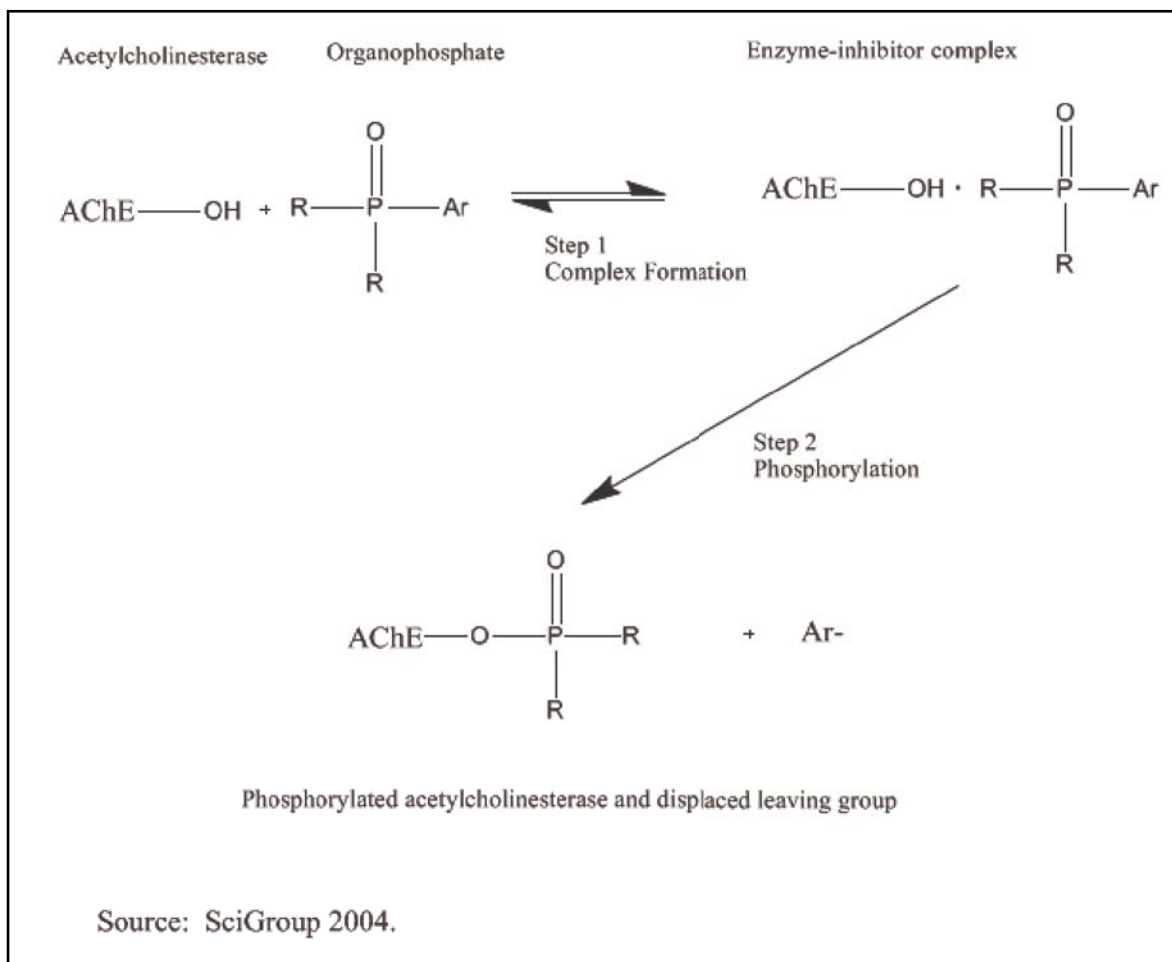 Acetylcholinesterase Organophosphate Enzyme-inhibitor complex
O O
AChE OH + R P Ar AChE OH · R P Ar
R R
Step 1
Complex Formation
Step 2
Phosphorylation
O
AChE O P R + Ar-
R
Phosphorylated acetylcholinesterase and displaced leaving group
Source: SciGroup 2004.